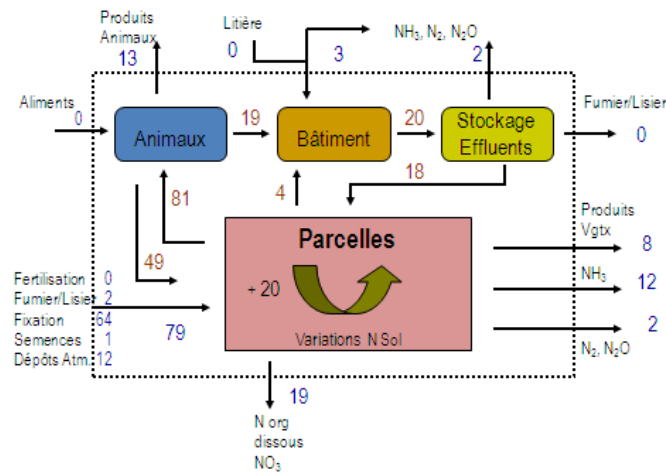 Produits
Animaux
13
Litière
0
3
NH3, N2, N2O
2
Aliments
0
Animaux
19
Bâtiment
20
Stockage
Effluents
Fumier/Lisier
0
81
4
18
49
Parcelles
+ 20
Variations N Sol
Produits
Vgtx
8
NH3
12
2
N2, N2O
Fertilisation 0
Fumier/Lisier 2
Fixation 64
Semences 1
Dépôts Atm. 12
79
19
N org
dissous
NO3